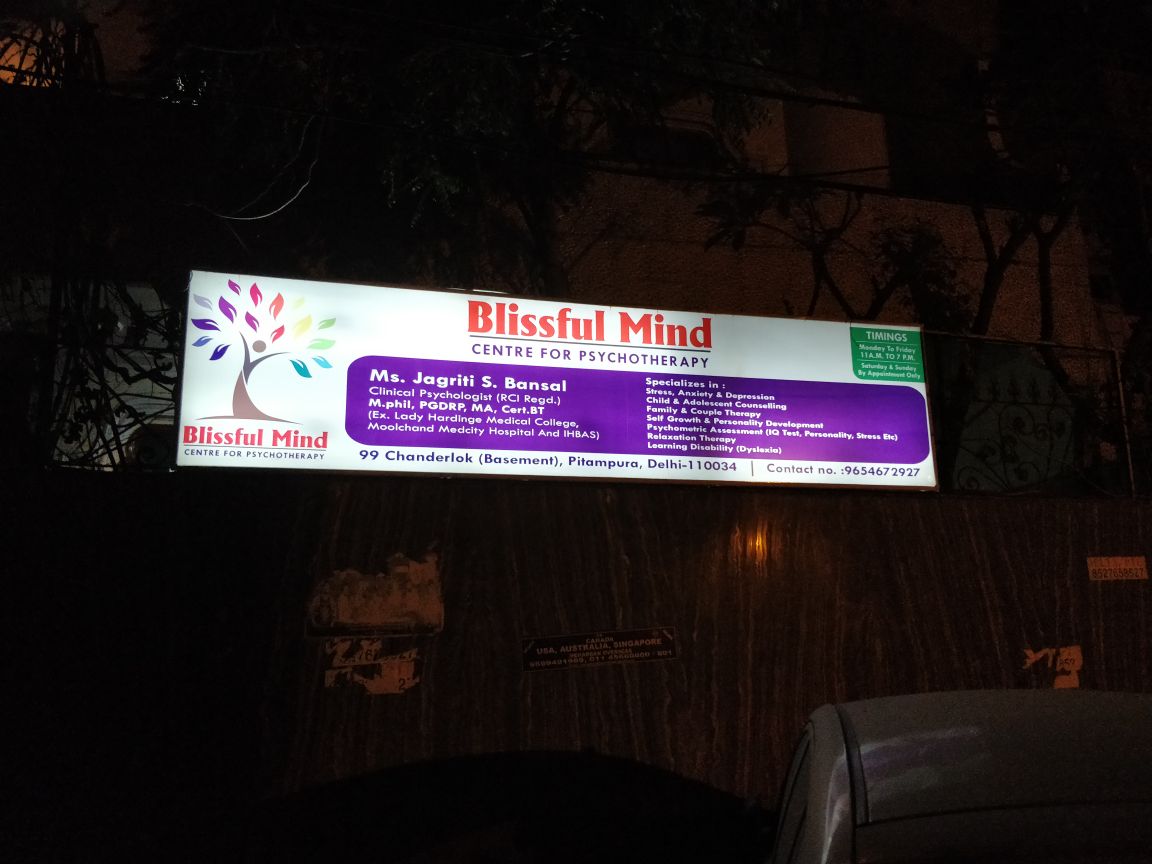 Blissful Mind
CENTRE FOR PSYCHOTHERAPY
TIMINGS
Monday To Friday
11A.M. TO 7 P.M.
Saturday & Sunday
By Appointment Only
Ms. Jagriti S. Bansal
Clinical Psychologist (RCI Regd.)
M.phil, PGDRP, MA, Cert.BT
(Ex. Lady Hardinge Medical College,
Moolchand Medcity Hospital And IHBAS)
Specializes in :
Stress, Anxiety & Depression
Child & Adolescent Counselling
Family & Couple Therapy
Self Growth & Personality Development
Psychometric Assessment (IQ Test, Personality, Stress Etc)
Relaxation Therapy
Learning Disability (Dyslexia)
Blissful Mind
CENTRE FOR PSYCHOTHERAPY
99 Chanderlok (Basement), Pitampura, Delhi-110034 | Contact no. :9654672927
8527658527
CANADA
USA, AUSTRALIA, SINGAPORE